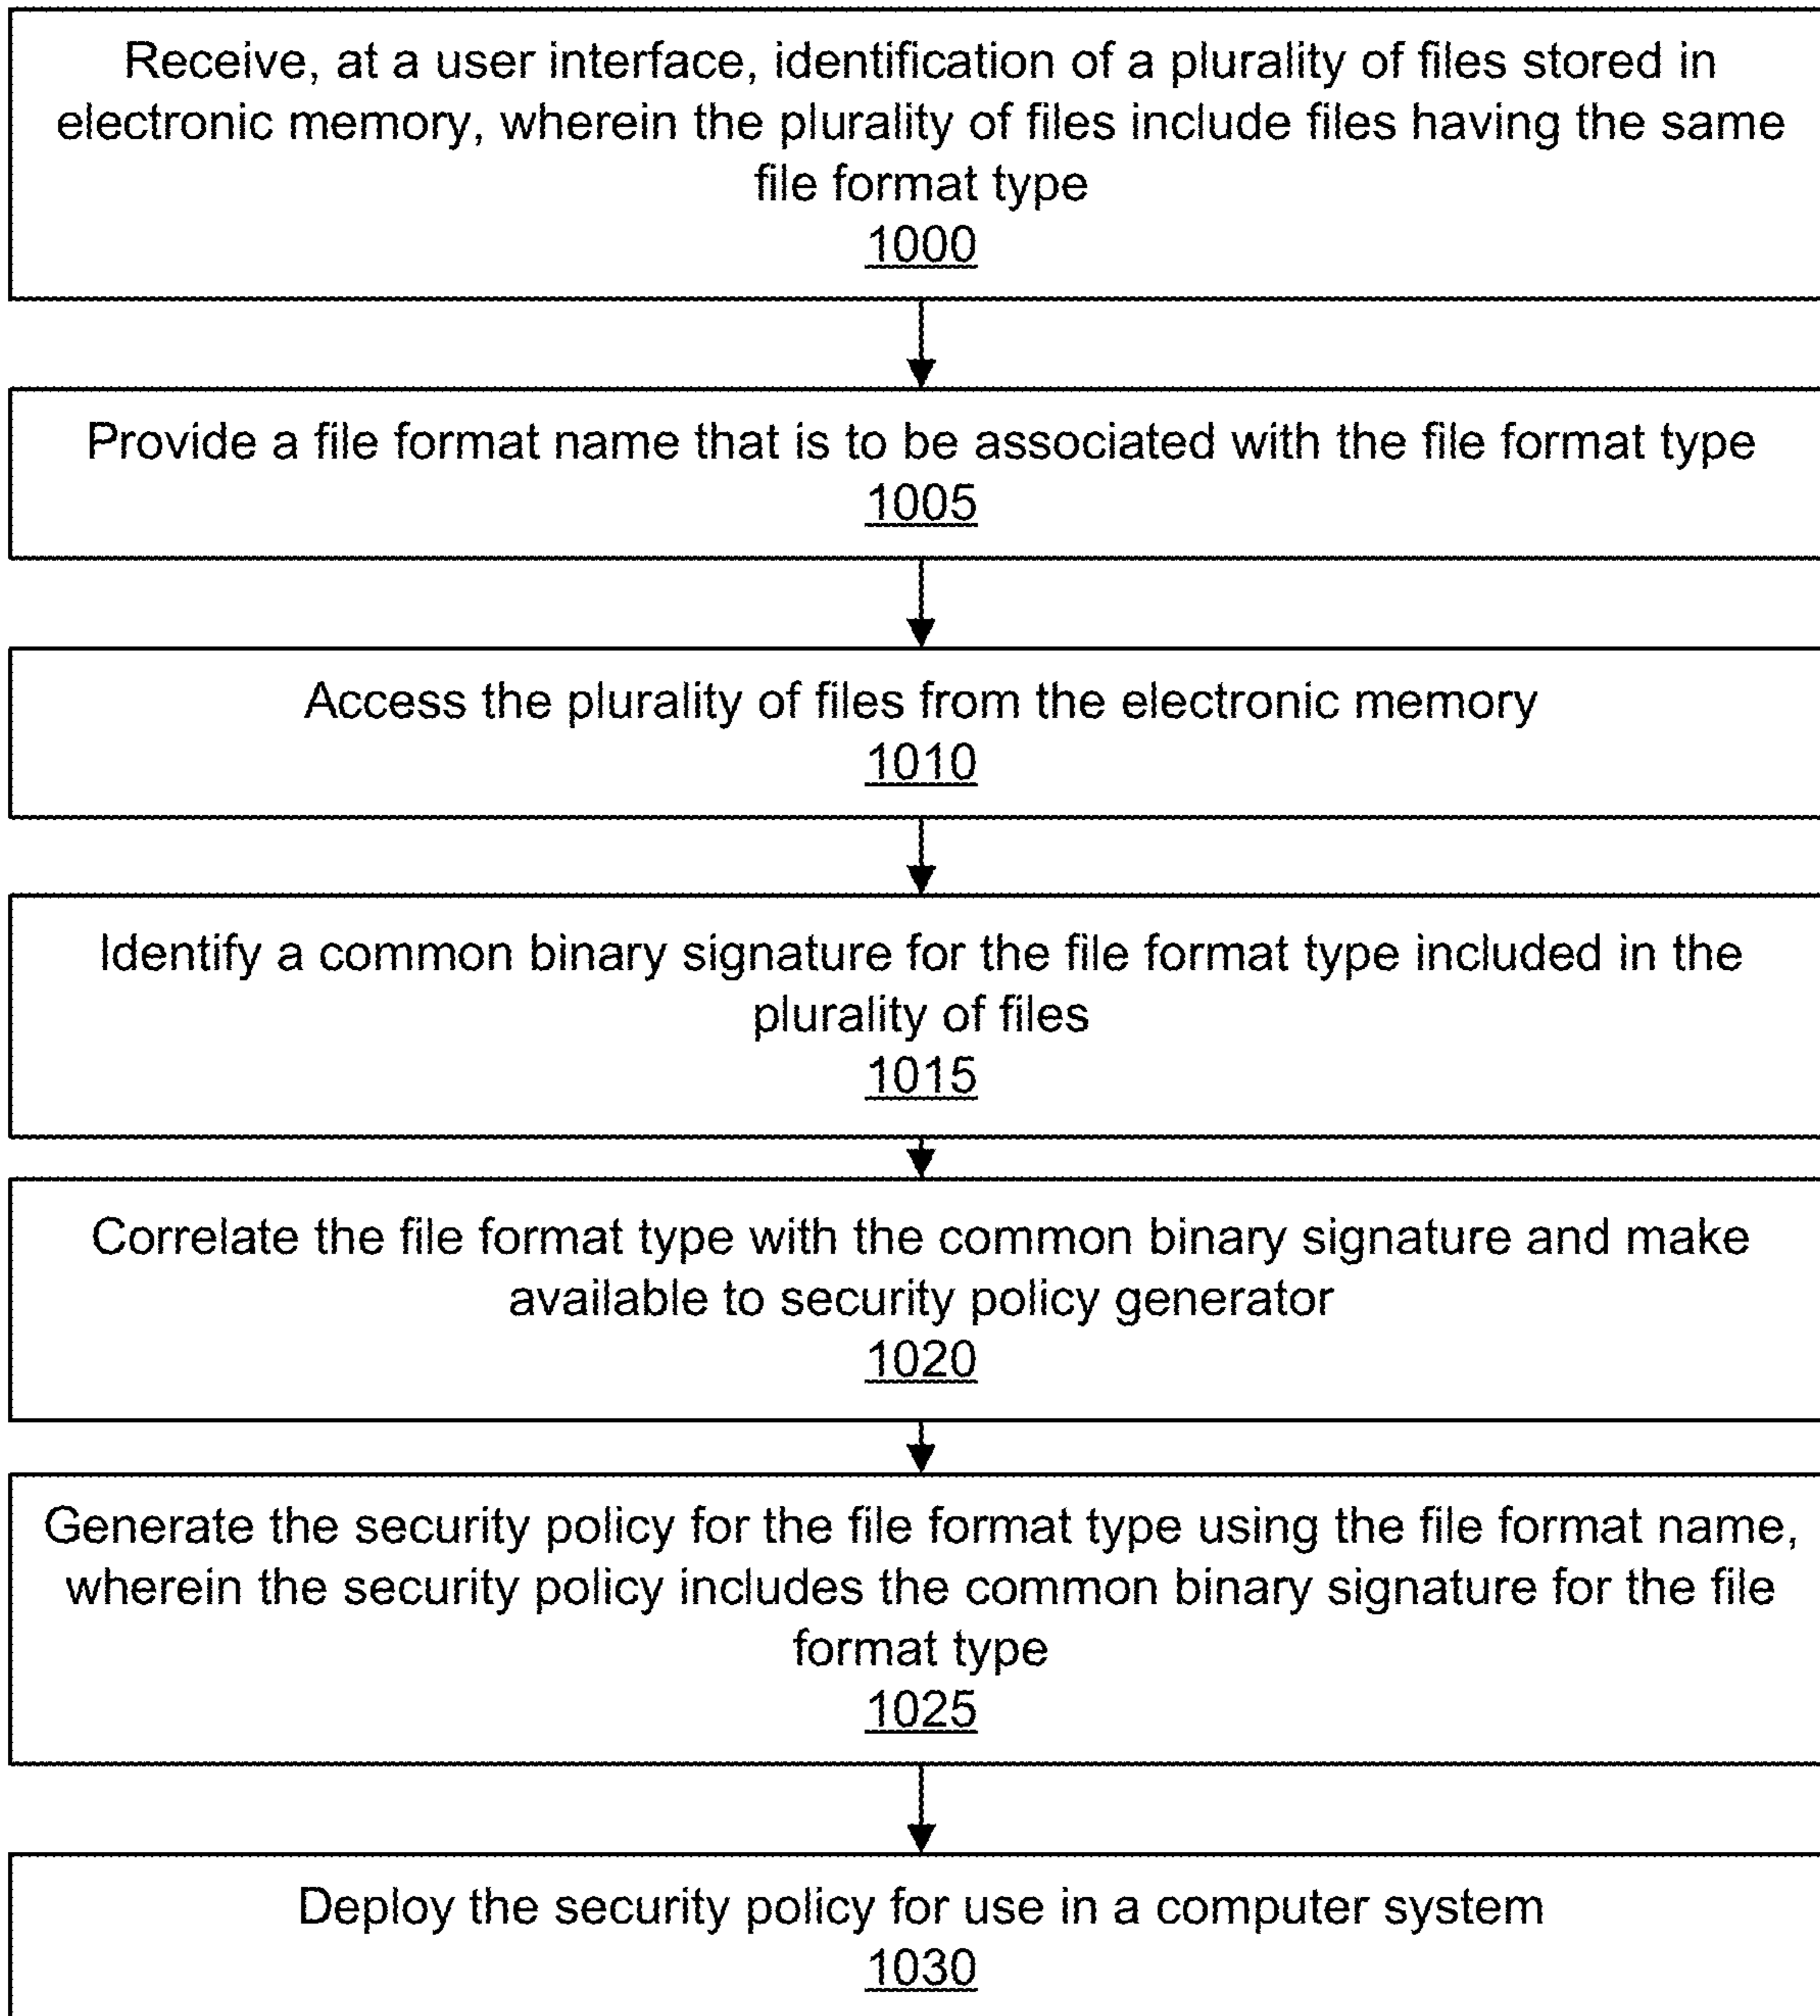 Receive, at a user interface, identification of a plurality of files stored in
electronic memory, wherein the plurality of files include files having the same
file format type
1000
Provide a file format name that is to be associated with the file format type
1005
Access the plurality of files from the electronic memory
1010
Identify a common binary signature for the file format type included in the
plurality of files
1015
Correlate the file format type with the common binary signature and make
available to security policy generator
1020
Generate the security policy for the file format type using the file format name,
wherein the security policy includes the common binary signature for the file
format type
1025
Deploy the security policy for use in a computer system
1030